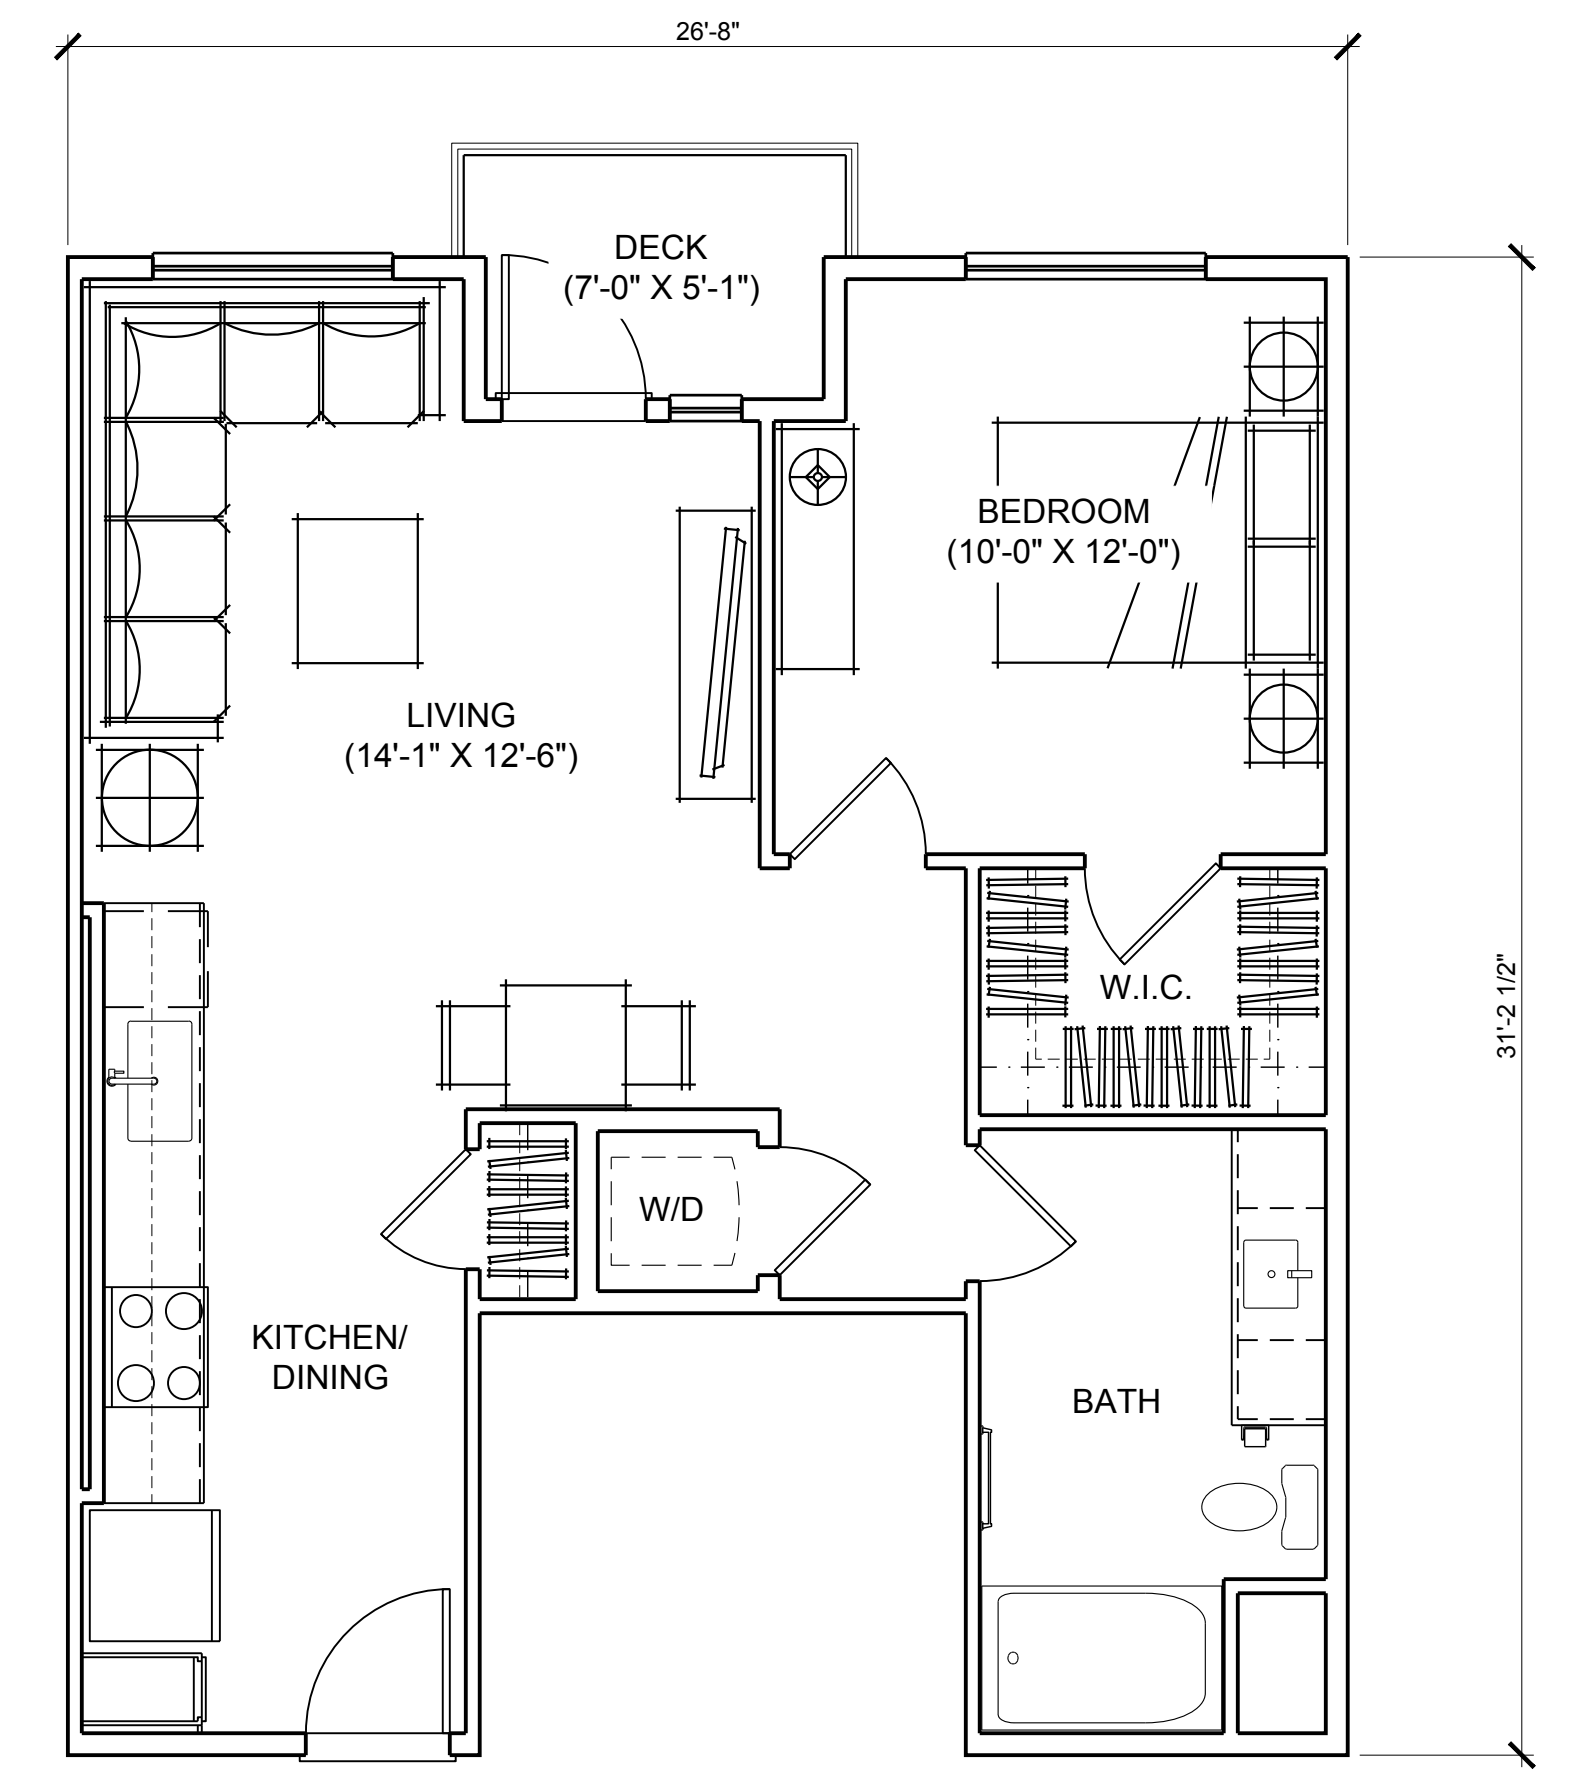 26'-8"
DECK
(7'-0" X 5'-1")
BEDROOM
(10'-0" X 12'-0")
LIVING
(14'-1" X 12'-6")
W.I.C.
31'-2 1/2"
W/D
KITCHEN/
DINING
BATH